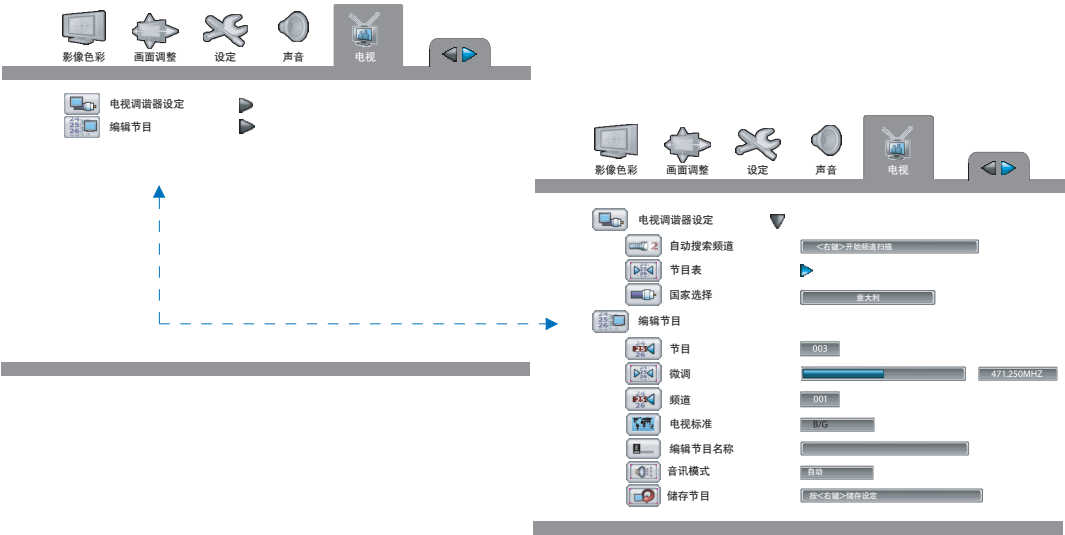 影像色彩 画面调整 设定 声音 电视
电视调谐器设定
编辑节目
影像色彩 画面调整 设定 声音 电视
电视调谐器设定
自动搜索频道 <右键>开始频道扫描
节目表
国家选择 意大利
编辑节目
节目 003
微调 471.250MHZ
频道 001
电视标准 B/G
编辑节目名称
音讯模式 自动
储存节目 按<右键>储存设定